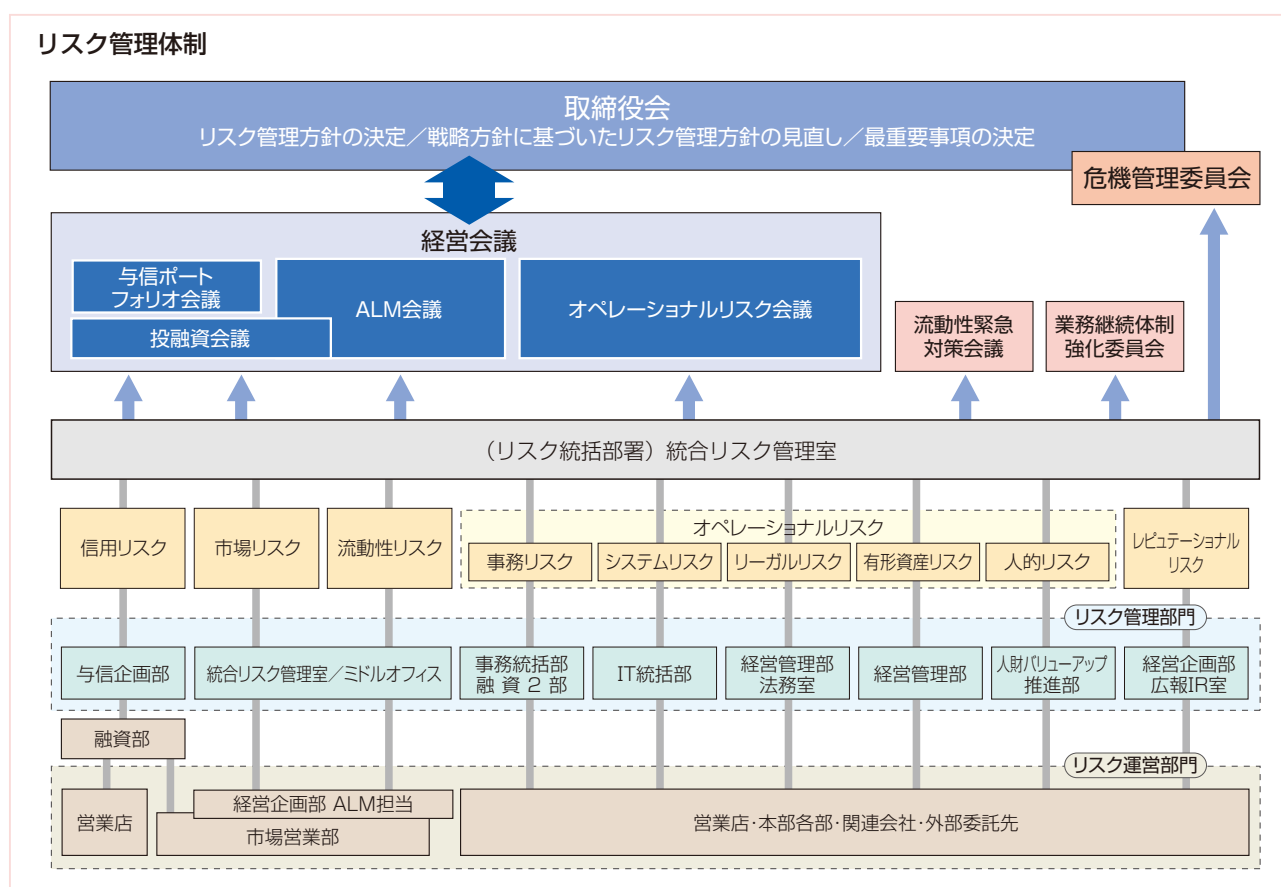 リスク管理体制
取締役会
リスク管理方針の決定／戦略方針に基づいたリスク管理方針の見直し／最重要事項の決定
危機管理委員会
経営会議
与信ポート
フォリオ会議
ALM会議
オペレーショナルリスク会議
投融資会議
流動性緊急
対策会議
業務継続体制
強化委員会
（リスク統括部署）統合リスク管理室
信用リスク
市場リスク
流動性リスク
オペレーショナルリスク
事務リスク
システムリスク
リーガルリスク
有形資産リスク
人的リスク
レピュテーショナル
リスク
リスク管理部門
与信企画部
統合リスク管理室／ミドルオフィス
事務統括部
融資2部
IT統括部
経営管理部
法務室
経営管理部
人財バリューアップ
推進部
経営企画部
広報IR室
融資部
リスク運営部門
営業店
経営企画部 ALM担当
市場営業部
営業店・本部各部・関連会社・外部委託先